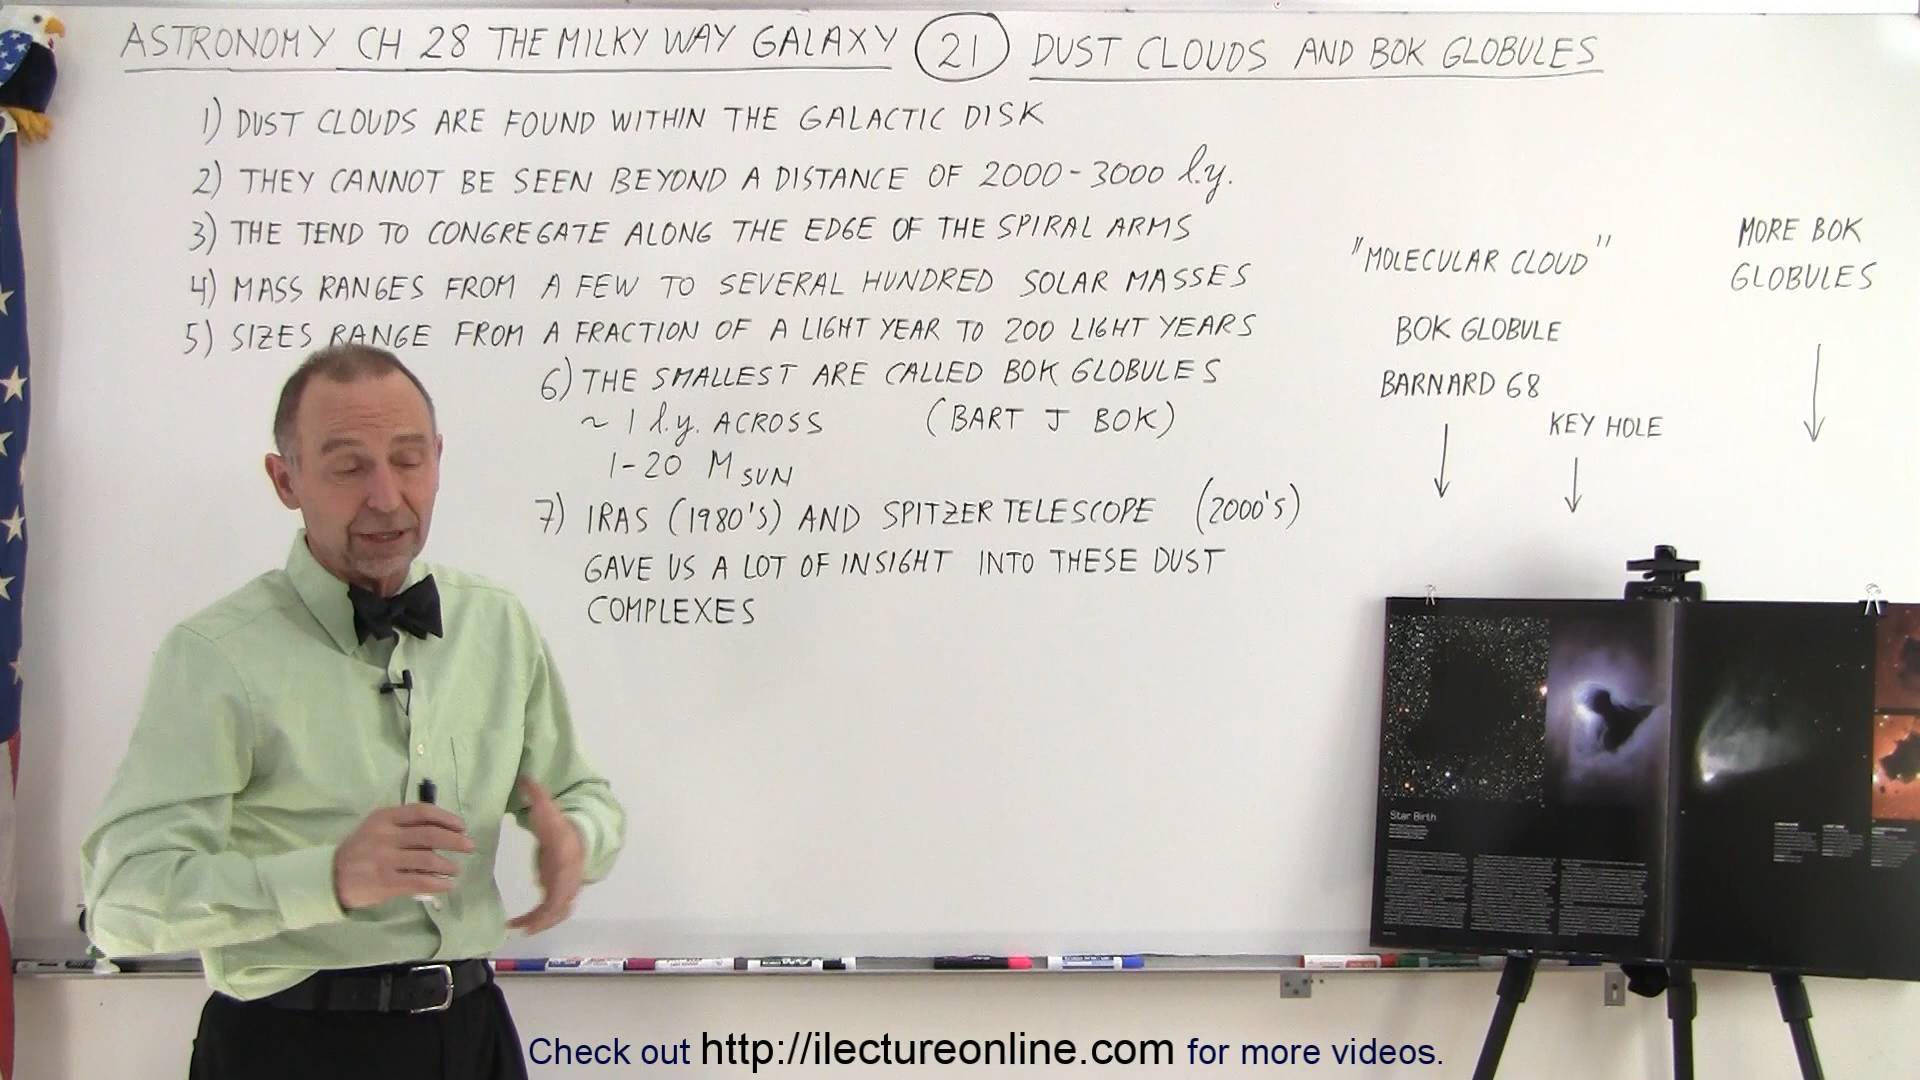 ASTRONOMY CH 28 THE MILKY WAY GALAXY 21 DUST CLOUDS AND BOK GLOBULES
1) DUST CLOUDS ARE FOUND WITHIN THE GALACTIC DISK
2) THEY CANNOT BE SEEN BEYOND A DISTANCE OF 2000-3000 l.y.
3) THE TEND TO CONGREGATE ALONG THE EDGE OF THE SPIRAL ARMS
4) MASS RANGES FROM A FEW TO SEVERAL HUNDRED SOLAR MASSES
5) SIZES RANGE FROM A FRACTION OF A LIGHT YEAR TO 200 LIGHT YEARS
6) THE SMALLEST ARE CALLED BOK GLOBULES
~ 1 l.y. ACROSS (BART J BOK)
1-20 M SUN
7) IRAS (1980'S) AND SPITZER TELESCOPE (2000's)
GAVE US A LOT OF INSIGHT INTO THESE DUST
COMPLEXES
"MOLECULAR CLOUD"
BOK GLOBULE
BARNARD 68
KEY HOLE
MORE BOK
GLOBULES
Star Birth
Check out http://ilectureonline.com for more videos.